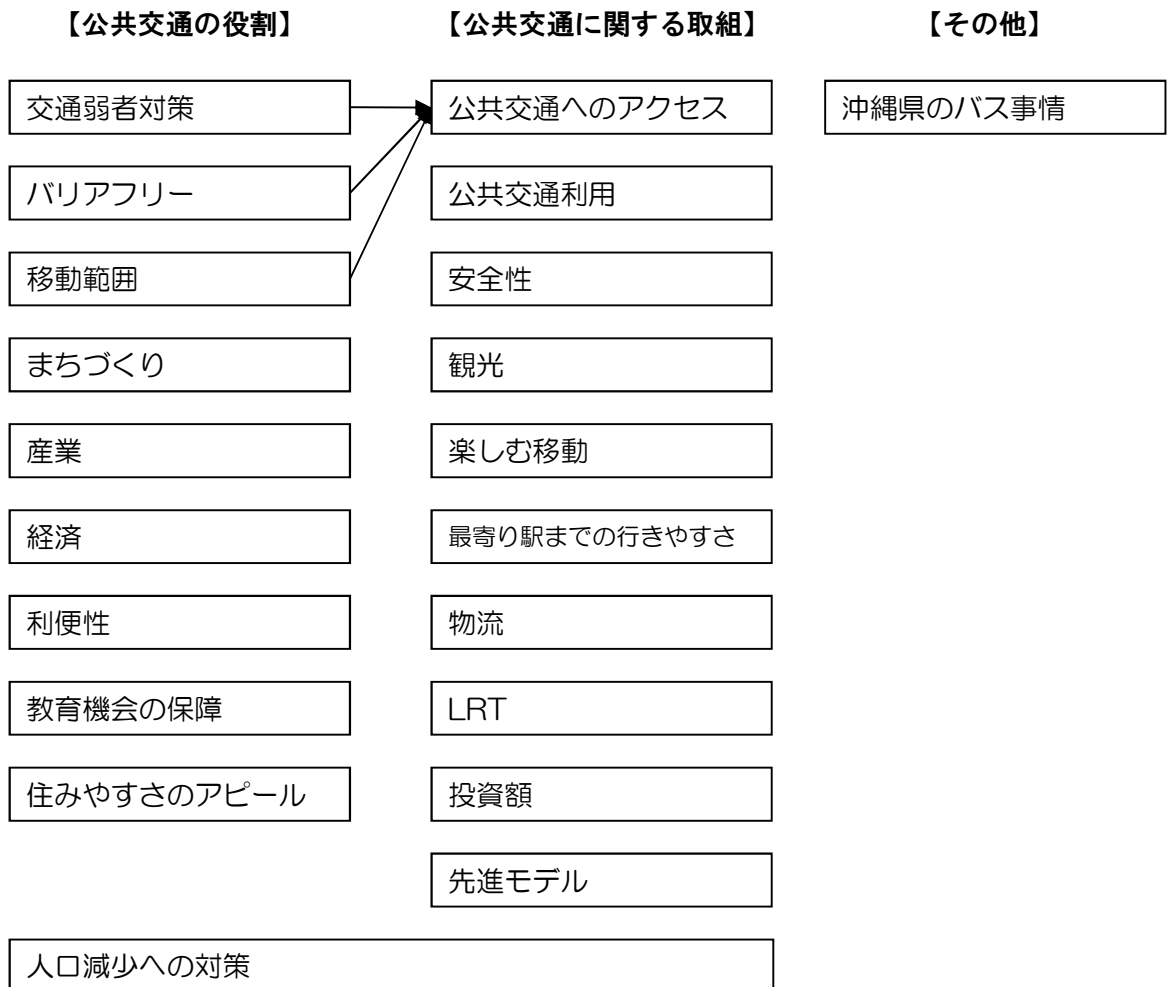 【公共交通の役割】
【公共交通に関する取組】
【その他】
交通弱者対策
公共交通へのアクセス
沖縄県のバス事情
バリアフリー
公共交通利用
移動範囲
安全性
まちづくり
観光
産業
楽しむ移動
経済
最寄り駅までの行きやすさ
利便性
物流
教育機会の保障
LRT
住みやすさのアピール
投資額
先進モデル
人口減少への対策